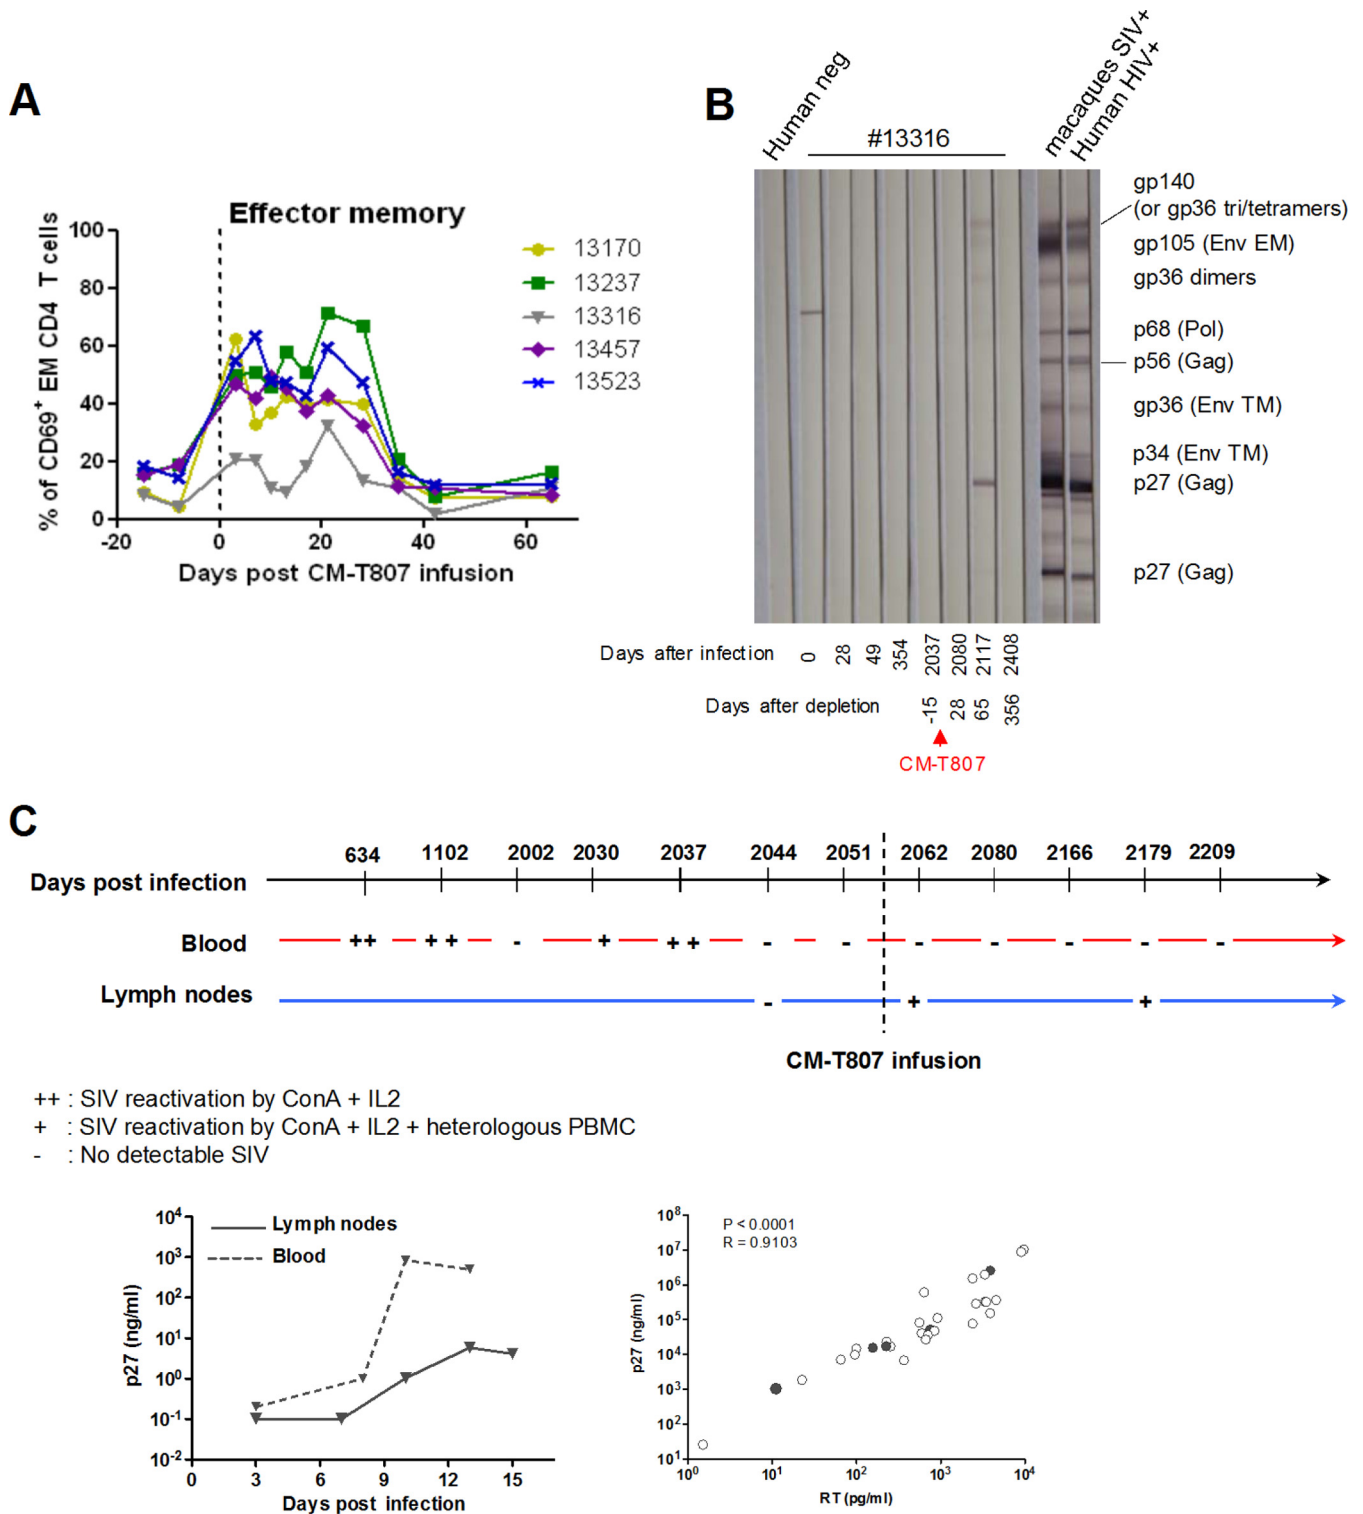 A
Effector memory
% of CD69+ EM CD4 T cells
100
80
60
40
20
0
-20
0
20
40
60
Days post CM-T807 infusion
13170
13237
13316
13457
13523
B
Human neg
#13316
macaques SIV+
Human HIV+
gp140
(or gp36 tri/tetramers)
gp105 (Env EM)
gp36 dimers
p68 (Pol)
p56 (Gag)
gp36 (Env TM)
p34 (Env TM)
p27 (Gag)
p27 (Gag)
Days after infection 0 28 49 354 2037 2080 2117 2408
Days after depletion -15 28 65 356
CM-T807
C
634 1102 2002 2030 2037 2044 2051 2062 2080 2166 2179 2209
Days post infection
Blood ++ ++ - + ++ - - - - - - -
Lymph nodes - + +
CM-T807 infusion
++ : SIV reactivation by ConA + IL2
+ : SIV reactivation by ConA + IL2 + heterologous PBMC
- : No detectable SIV
p27 (ng/ml)
10^4
10^3
10^2
10^1
10^0
10^-1
10^-2
Lymph nodes
Blood
0 3 6 9 12 15
Days post infection
p27 (ng/ml)
10^8
10^7
10^6
10^5
10^4
10^3
10^2
10^1
P < 0.0001
R = 0.9103
10^0 10^1 10^2 10^3 10^4
RT (pg/ml)